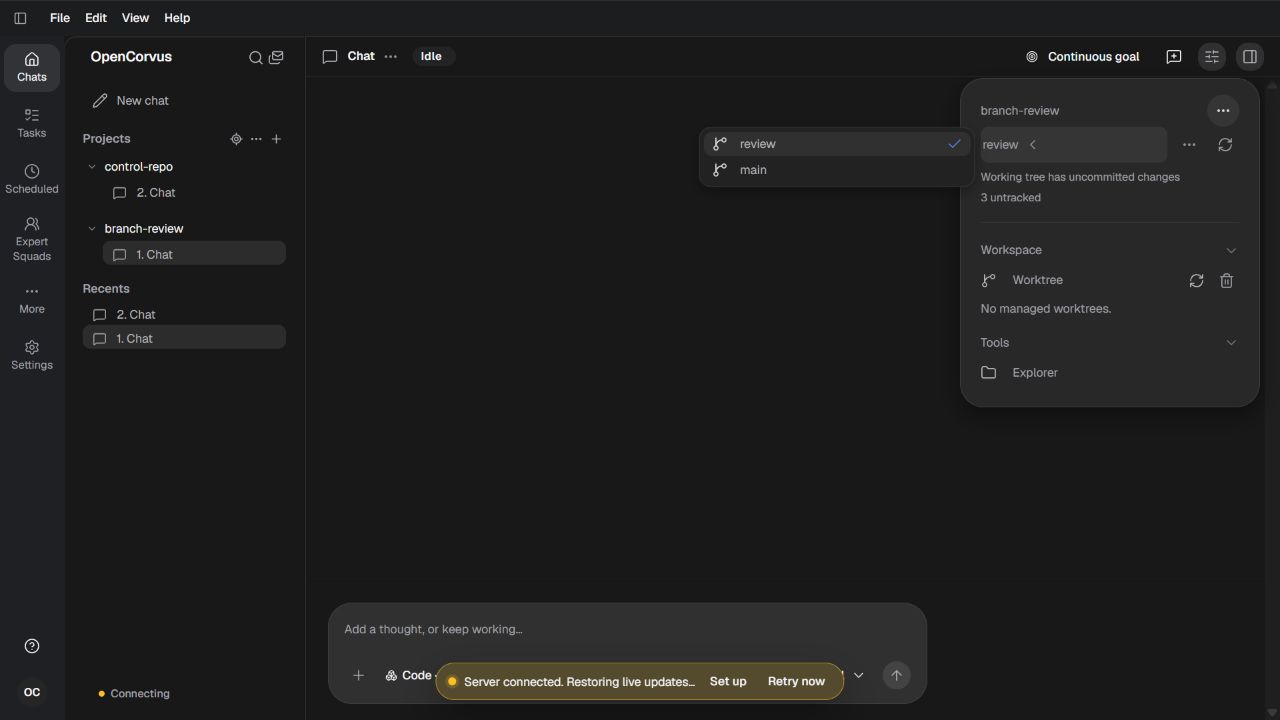 File Edit View Help
OpenCorvus
Chat
Idle
Continuous goal
Chats
Tasks
Scheduled
Expert
Squads
More
Settings
OC
New chat
Projects
control-repo
2. Chat
branch-review
1. Chat
Recents
2. Chat
1. Chat
Connecting
review
main
branch-review
review
Working tree has uncommitted changes
3 untracked
Workspace
Worktree
No managed worktrees.
Tools
Explorer
Add a thought, or keep working...
Code
Server connected. Restoring live updates... Set up Retry now